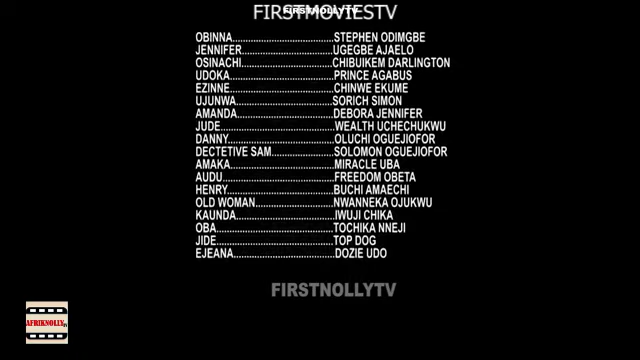 FIRSTMOVIESTV
FIRSTNOLLYTV
OBINNA..................................STEPHEN ODIMGBE
JENNIFER..............................UGEGBE AJAELO
OSINACHI..............................CHIBUIKEM DARLINGTON
UDOKA..................................PRINCE AGABUS
EZINNE..................................CHINWE EKUME
UJUNWA................................SORICH SIMON
AMANDA................................DEBORA JENNIFER
JUDE.....................................WEALTH UCHECHUKWU
DANNY..................................OLUCHI OGUEJIOFOR
DECTETIVE SAM.....................SOLOMON OGUEJIOFOR
AMAKA..................................MIRACLE UBA
AUDU....................................FREEDOM OBETA
HENRY..................................BUCHI AMAECHI
OLD WOMAN..........................NWANNEKA OJUKWU
KAUNDA................................IWUJI CHIKA
OBA......................................TOCHIKA NNEJI
JIDE......................................TOP DOG
EJEANA.................................DOZIE UDO
FIRSTNOLLYTV
AFRIKNOLLYTV